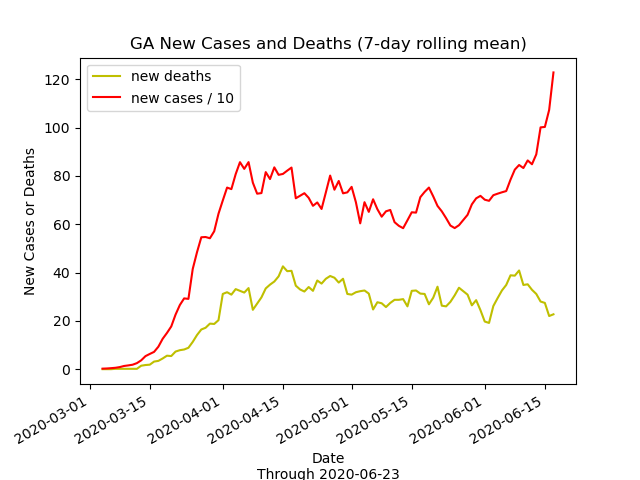 GA New Cases and Deaths (7-day rolling mean)
new deaths
new cases / 10
120
100
80
60
40
20
0
New Cases or Deaths
2020-03-01
2020-03-15
2020-04-01
2020-04-15
2020-05-01
2020-05-15
2020-06-01
2020-06-15
Date
Through 2020-06-23